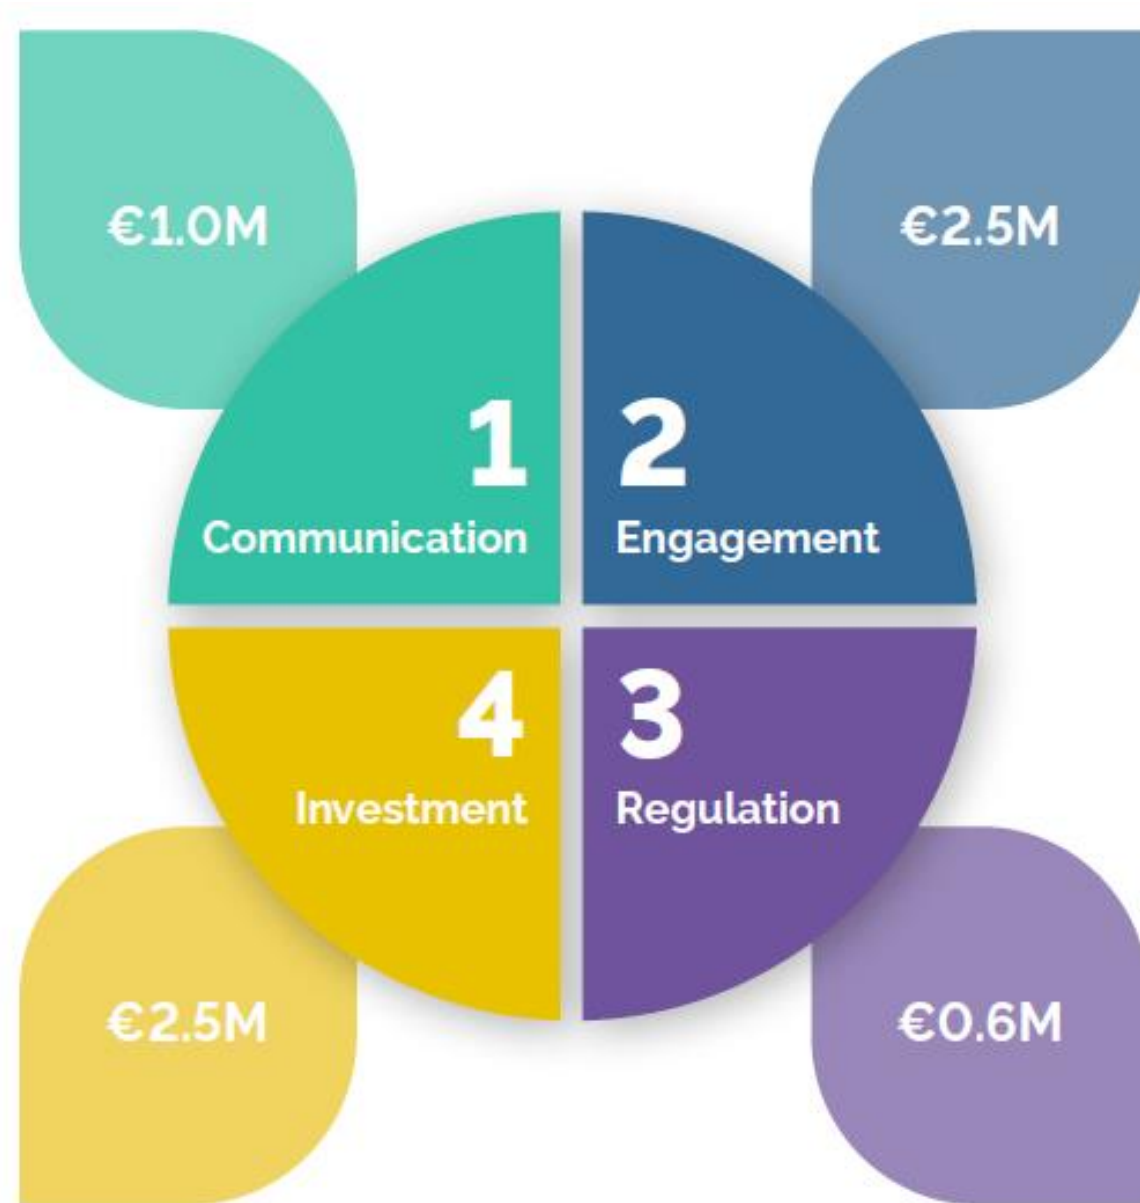 €1.0M
€2.5M
1
Communication
2
Engagement
4
Investment
3
Regulation
€2.5M
€0.6M